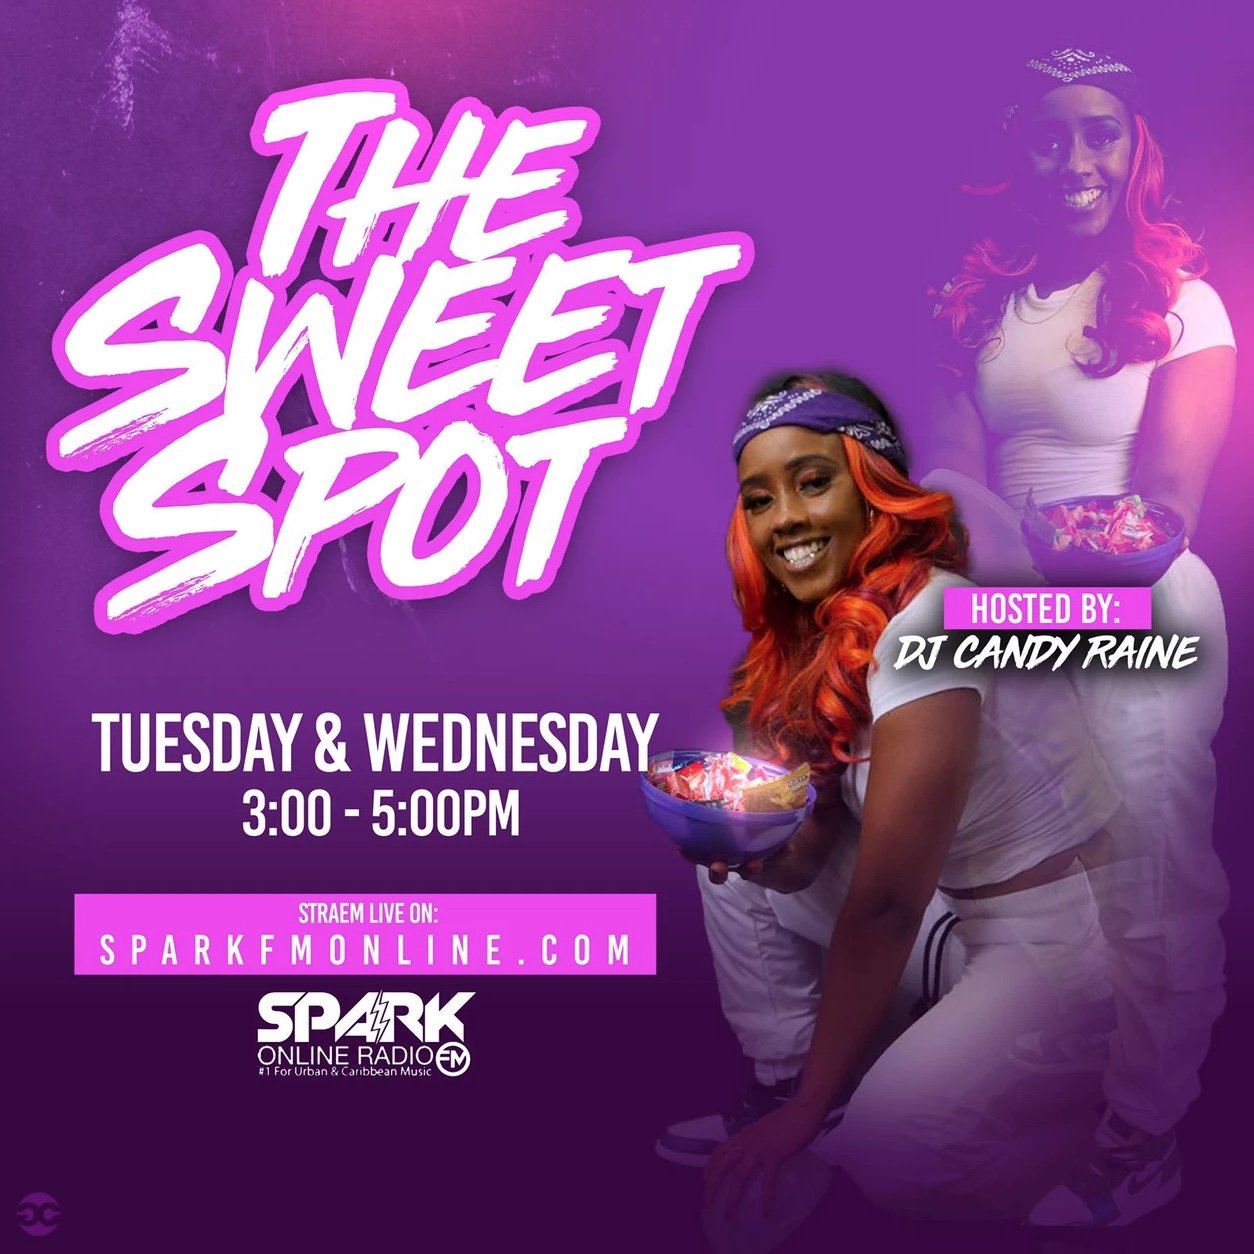 THE
SWEET
SPOT
HOSTED BY:
DJ CANDY RAINE
TUESDAY & WEDNESDAY
3:00 - 5:00PM
STRAEM LIVE ON:
SPARKFMONLINE.COM
SPARK
ONLINE RADIO FM
#1 For Urban & Caribbean Music